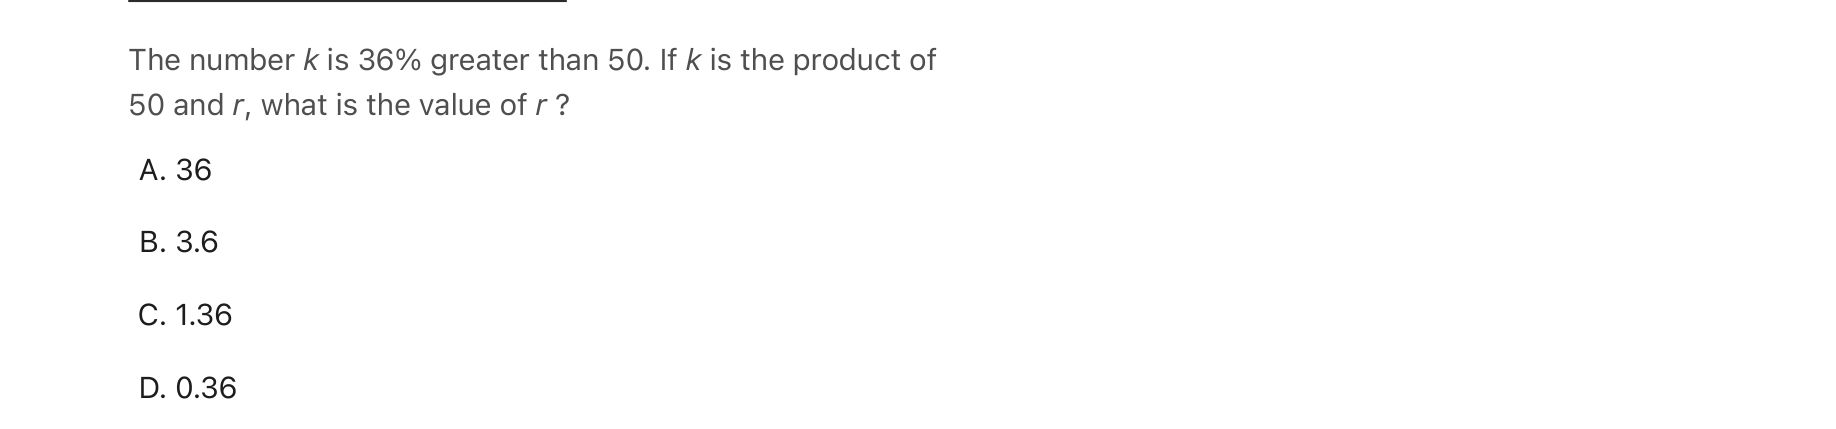 The number k is 36% greater than 50. If k is the product of
50 and r, what is the value of r ?
A. 36
B. 3.6
C. 1.36
D. 0.36